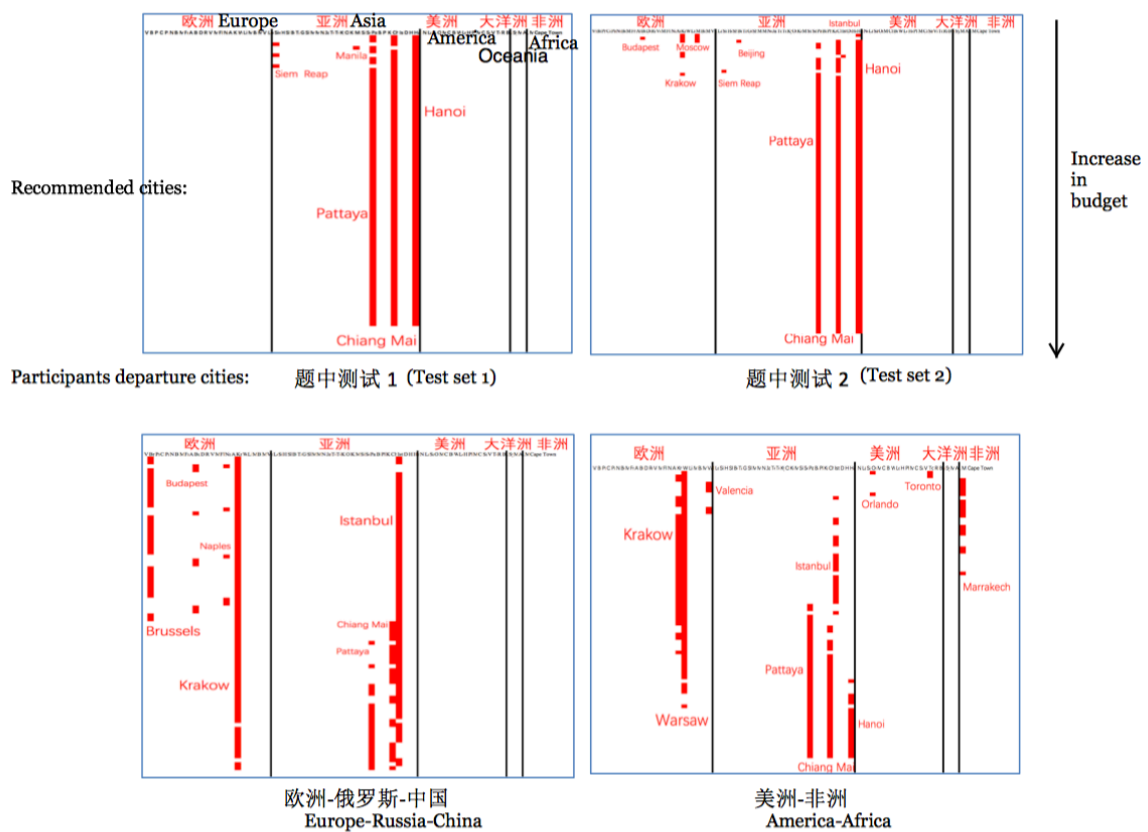 欧洲 Europe 亚洲 Asia 美洲 大洋洲 非洲
America Africa
Oceania
Manila
Siem Reap
Hanoi
Pattaya
Chiang Mai
欧洲 亚洲 Istanbul 美洲 大洋洲 非洲
Cape Town
Budapest Moscow Beijing
Krakow Siem Reap
Hanoi
Pattaya
Chiang Mai
Recommended cities:
Increase
in
budget
Participants departure cities: 题中测试 1 (Test set 1) 题中测试 2 (Test set 2)
欧洲 亚洲 美洲 大洋洲 非洲
Cape Town
Budapest
Istanbul
Naples
Chiang Mai
Brussels
Pattaya
Krakow
欧洲 亚洲 美洲 大洋洲 非洲
Cape Town
Valencia Toronto
Orlando
Krakow
Istanbul
Marrakech
Pattaya
Warsaw Hanoi
Chiang Mai
欧洲-俄罗斯-中国 美洲-非洲
Europe-Russia-China America-Africa